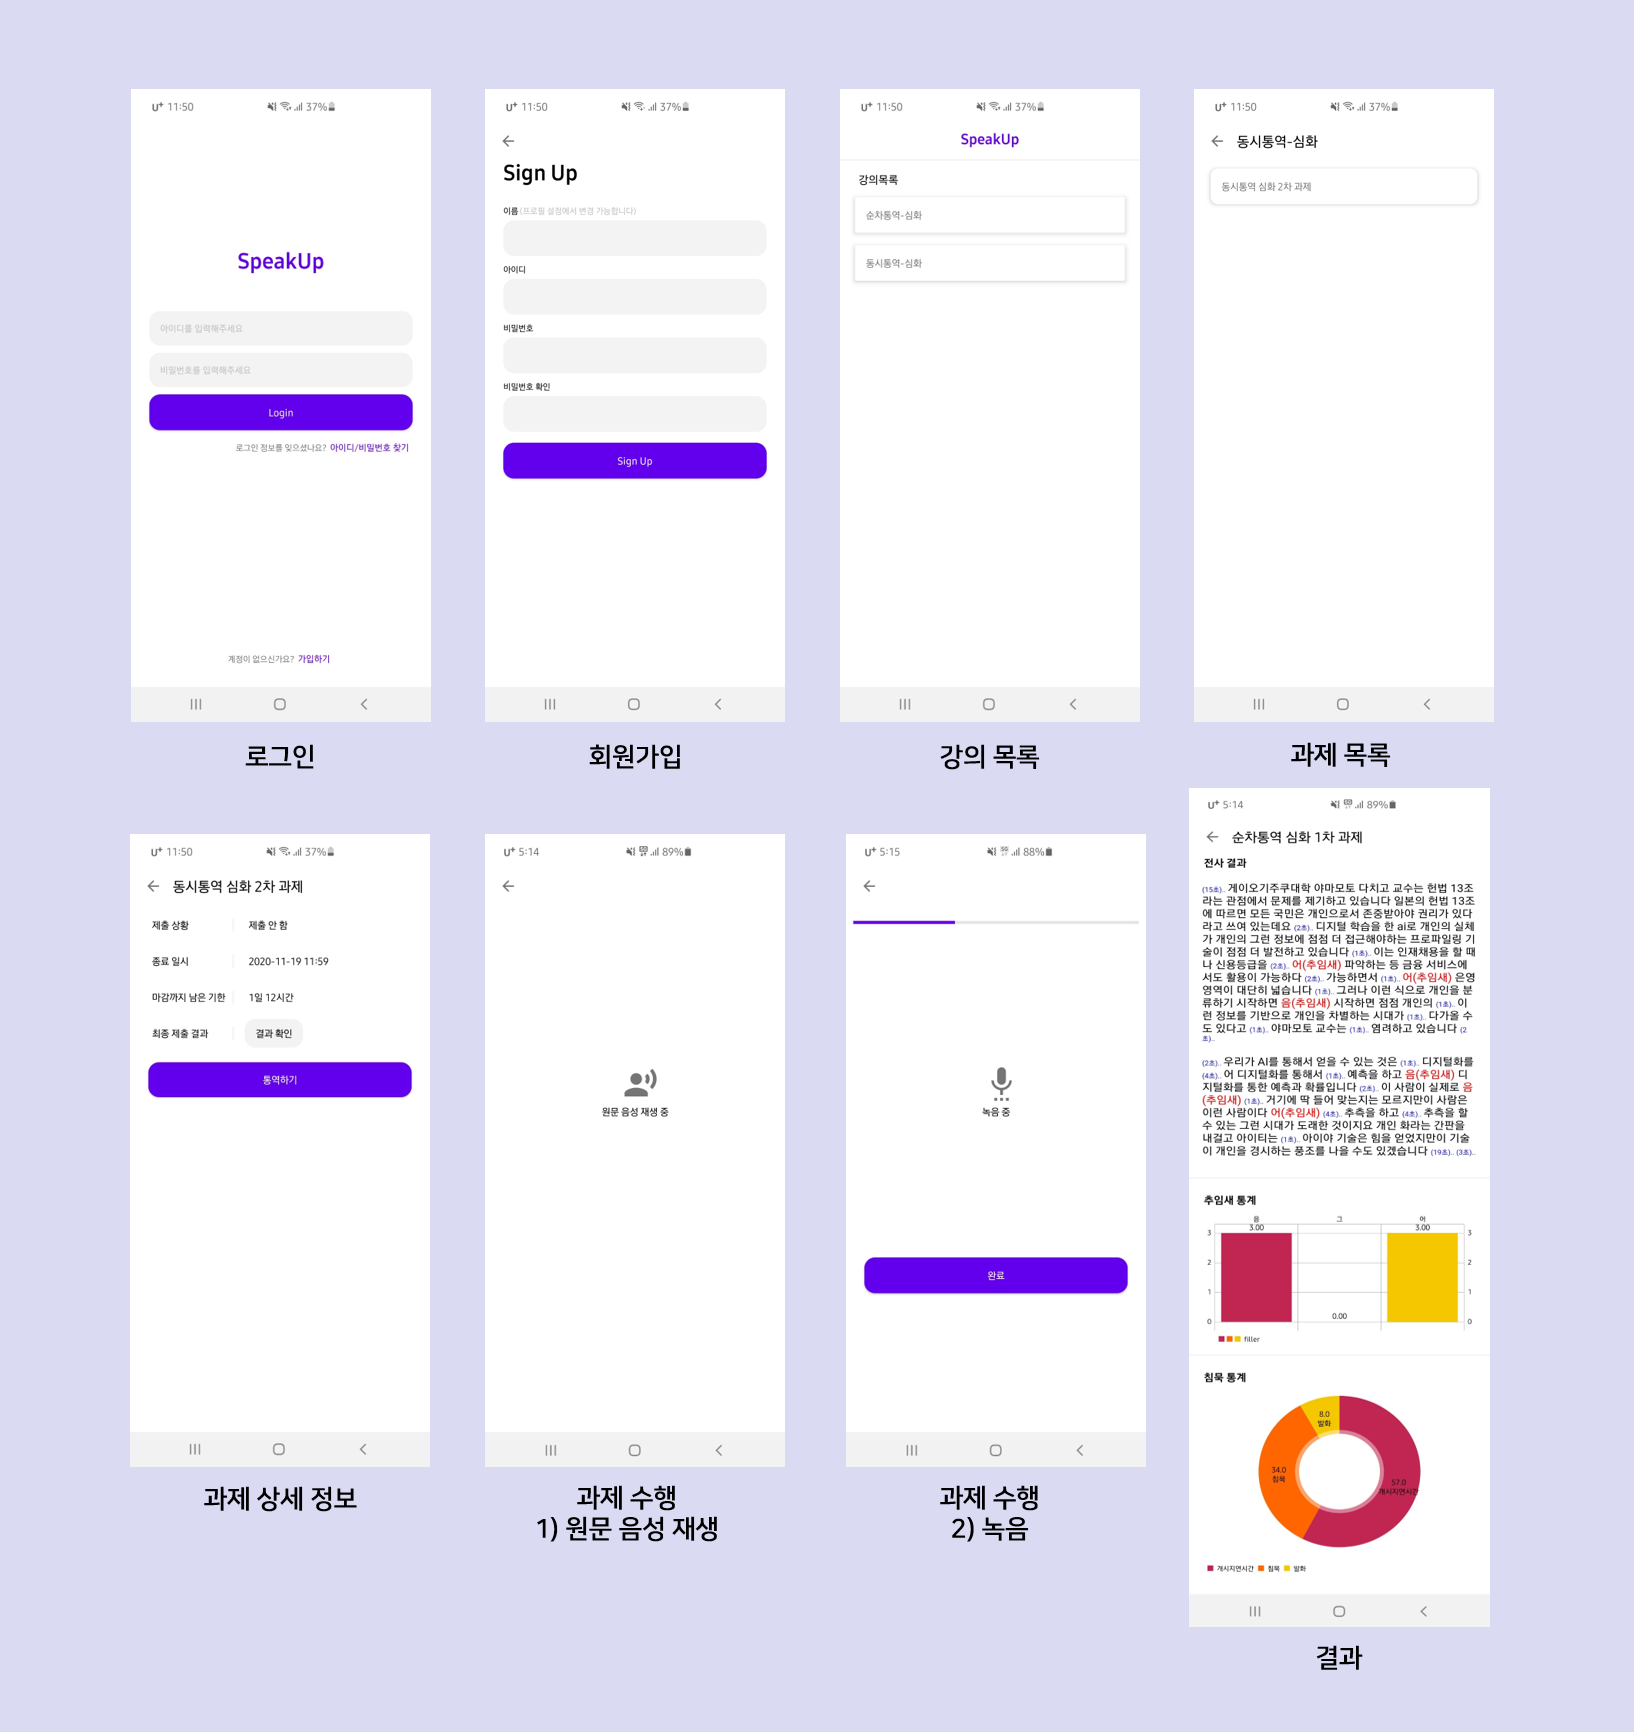 U+ 11:50 37%
SpeakUp
아이디를 입력해주세요
비밀번호를 입력해주세요
Login
로그인 정보를 잊으셨나요? 아이디/비밀번호 찾기
계정이 없으신가요? 가입하기
로그인
U+ 11:50 37%
Sign Up
이름 (프로필 설정에서 변경 가능합니다)
아이디
비밀번호
비밀번호 확인
Sign Up
회원가입
U+ 11:50 37%
SpeakUp
강의목록
순차통역-심화
동시통역-심화
강의 목록
U+ 11:50 37%
동시통역-심화
동시통역 심화 2차 과제
과제 목록
U+ 11:50 37%
동시통역 심화 2차 과제
제출 상황 제출 안 함
종료 일시 2020-11-19 11:59
마감까지 남은 기한 1일 12시간
최종 제출 결과 결과 확인
통역하기
과제 상세 정보
U+ 5:14 89%
원문 음성 재생 중
과제 수행
1) 원문 음성 재생
U+ 5:15 88%
녹음 중
완료
과제 수행
2) 녹음
U+ 5:14 89%
순차통역 심화 1차 과제
전사 결과
(15초).. 게이오기주쿠대학 야마모토 다치고 교수는 헌법 13조
라는 관점에서 문제를 제기하고 있습니다 일본의 헌법 13조
에 따르면 모든 국민은 개인으로서 존중받아야 권리가 있다
라고 쓰여 있는데요 (2초).. 디지털 학습을 한 ai로 개인의 실체
가 개인의 그런 정보에 점점 더 접근해야하는 프로파일링 기
술이 점점 더 발전하고 있습니다 (1초).. 이는 인재채용을 할 때
나 신용등급을 (2초).. 어(추임새) 파악하는 등 금융 서비스에
서도 활용이 가능하다 (2초).. 가능하면서 (1초).. 어(추임새) 은영
영역이 대단히 넓습니다 (1초).. 그러나 이런 식으로 개인을 분
류하기 시작하면 음(추임새) 시작하면 점점 개인의 (1초).. 이
런 정보를 기반으로 개인을 차별하는 시대가 (1초).. 다가올 수
도 있다고 (1초).. 야마모토 교수는 (1초).. 염려하고 있습니다 (2
초)..
(2초).. 우리가 AI를 통해서 얻을 수 있는 것은 (1초).. 디지털화를
(4초).. 어 디지털화를 통해서 (1초).. 예측을 하고 음(추임새) 디
지털화를 통한 예측과 확률입니다 (2초).. 이 사람이 실제로 음
(추임새) (1초).. 거기에 딱 들어 맞는지는 모르지만이 사람은
이런 사람이다 어(추임새) (4초).. 추측을 하고 (4초).. 추측을 할
수 있는 그런 시대가 도래한 것이지요 개인 화라는 간판을
내걸고 아이티는 (1초).. 아이야 기술은 힘을 얻었지만이 기술
이 개인을 경시하는 풍조를 나을 수도 있겠습니다 (19초).. (3초)..
추임새 통계
음 그 어
3.00 3.00
3 3
2 2
1 1
0.00
0 0
filler
침묵 통계
8.0
발화
34.0
침묵
57.0
개시지연시간
개시지연시간 침묵 발화
결과